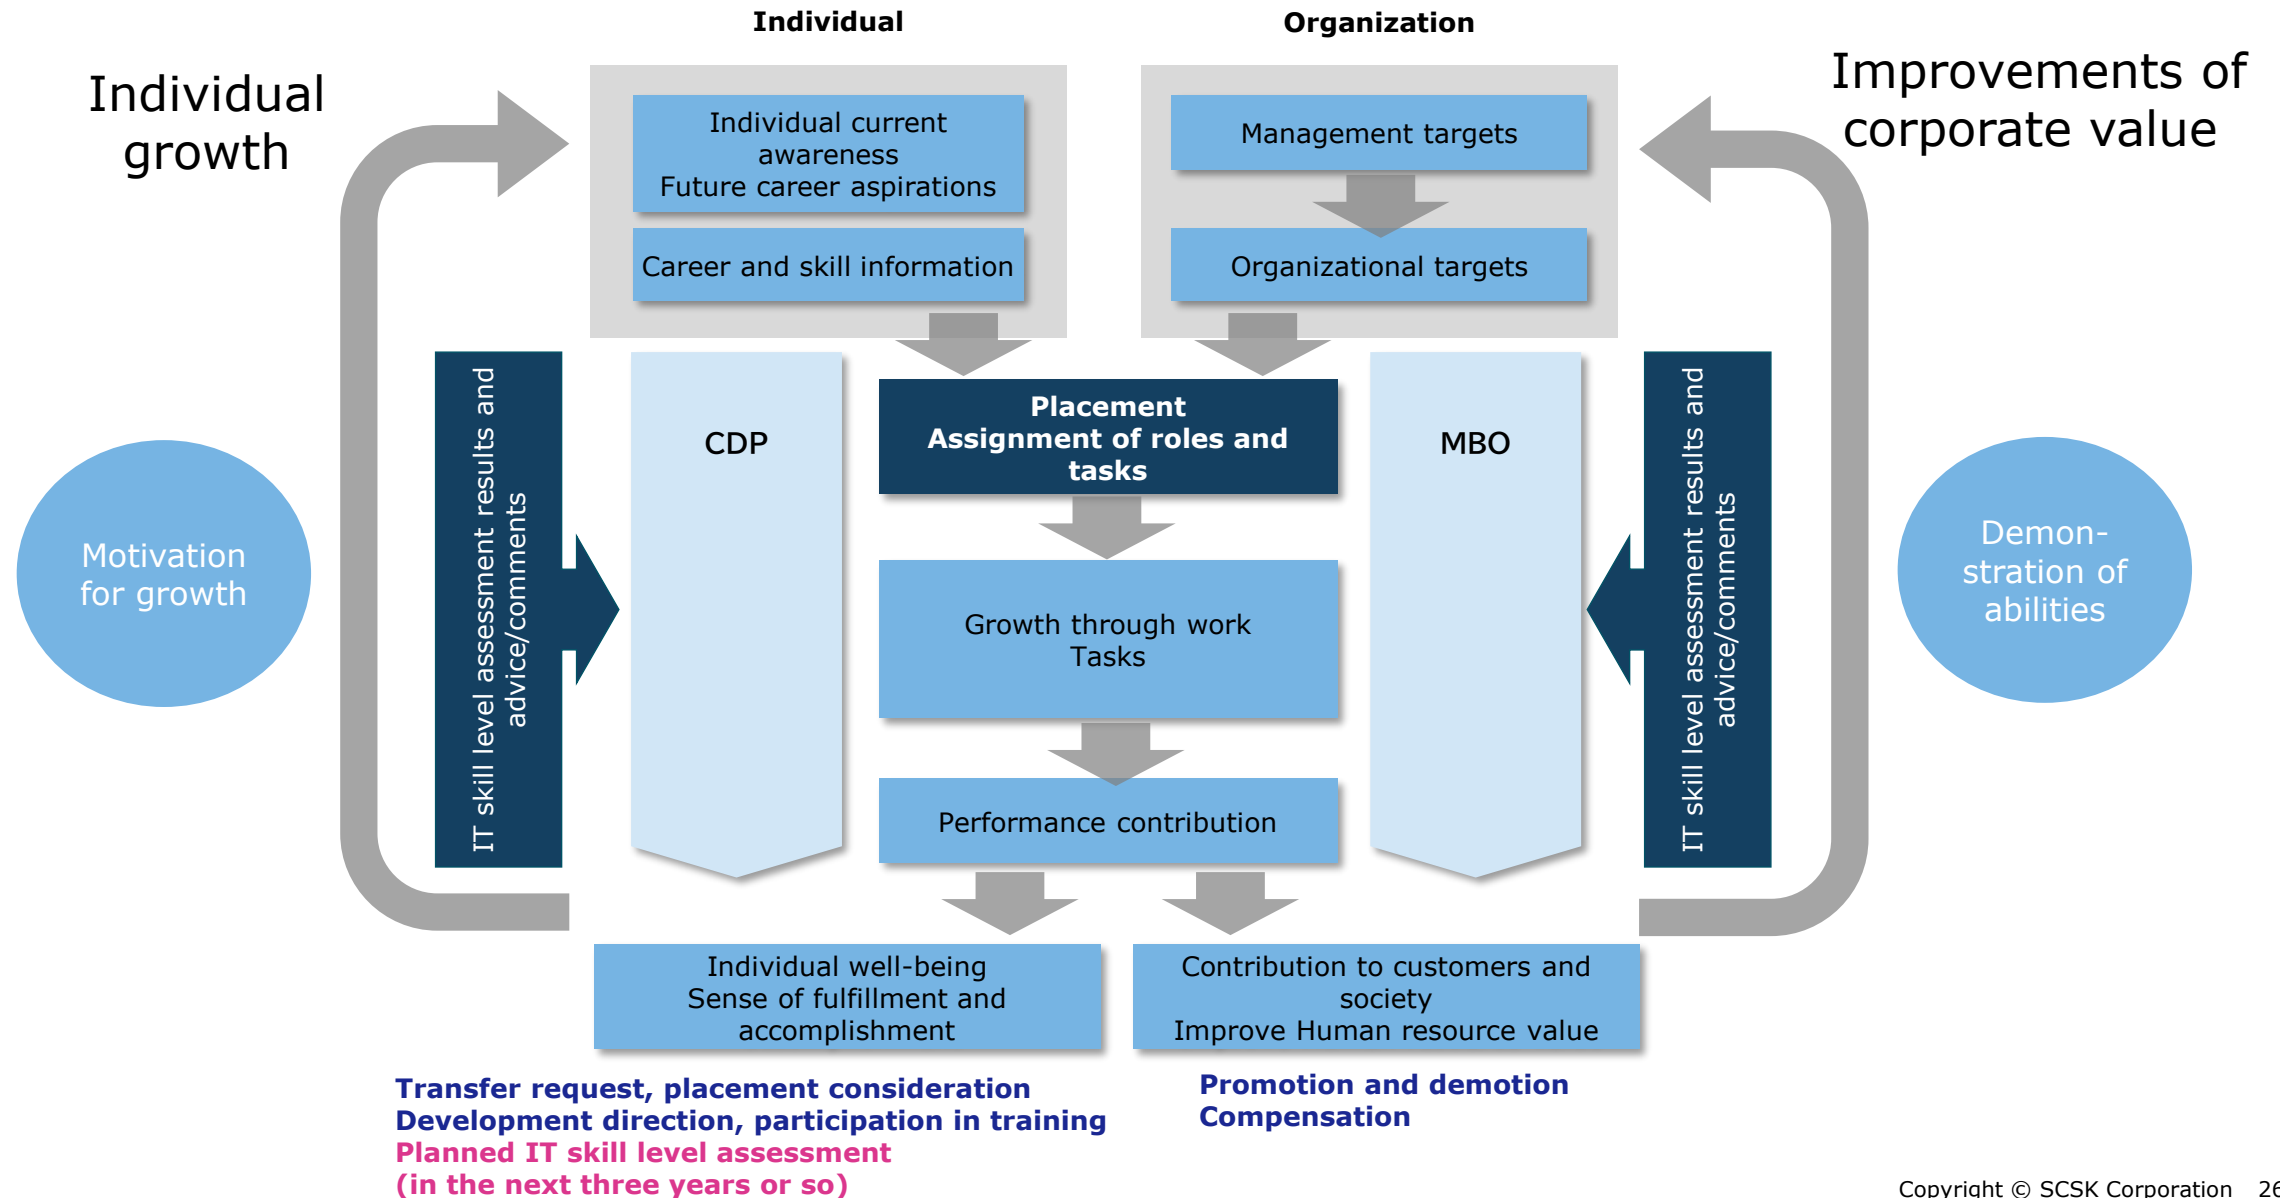 Individual
Organization
Individual
growth
Improvements of
corporate value
Individual current
awareness
Future career aspirations
Career and skill information
Management targets
Organizational targets
IT skill level assessment results and
advice/comments
CDP
Placement
Assignment of roles and
tasks
MBO
IT skill level assessment results and
advice/comments
Motivation
for growth
Growth through work
Tasks
Demon-
stration of
abilities
Performance contribution
Individual well-being
Sense of fulfillment and
accomplishment
Contribution to customers and
society
Improve Human resource value
Transfer request, placement consideration
Development direction, participation in training
Planned IT skill level assessment
(in the next three years or so)
Promotion and demotion
Compensation
Copyright © SCSK Corporation 26